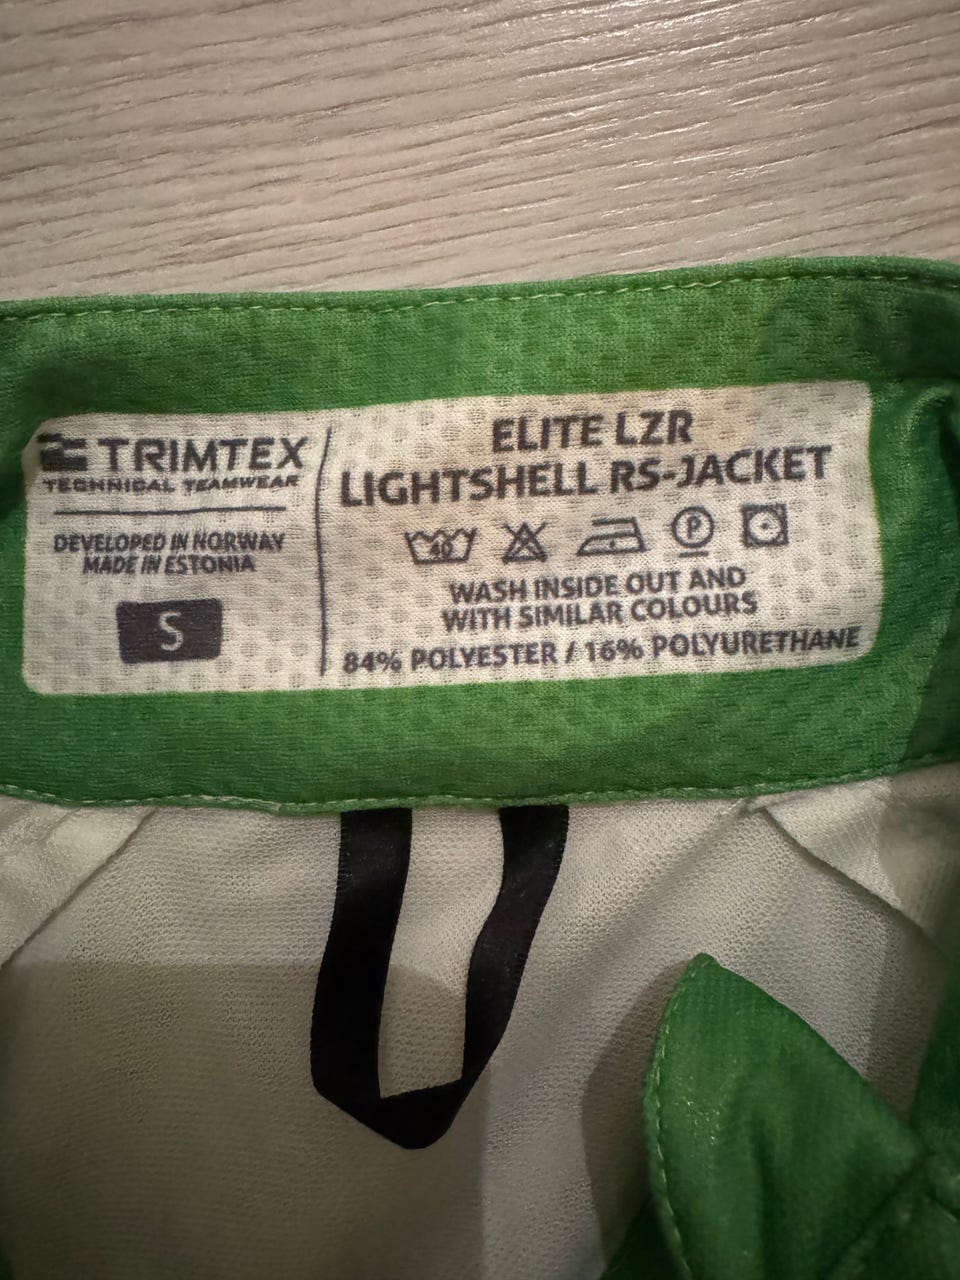 TRIMTEX
TECHNICAL TEAMWEAR
DEVELOPED IN NORWAY
MADE IN ESTONIA
S
ELITE LZR
LIGHTSHELL RS-JACKET
40
P
WASH INSIDE OUT AND
WITH SIMILAR COLOURS
84% POLYESTER / 16% POLYURETHANE